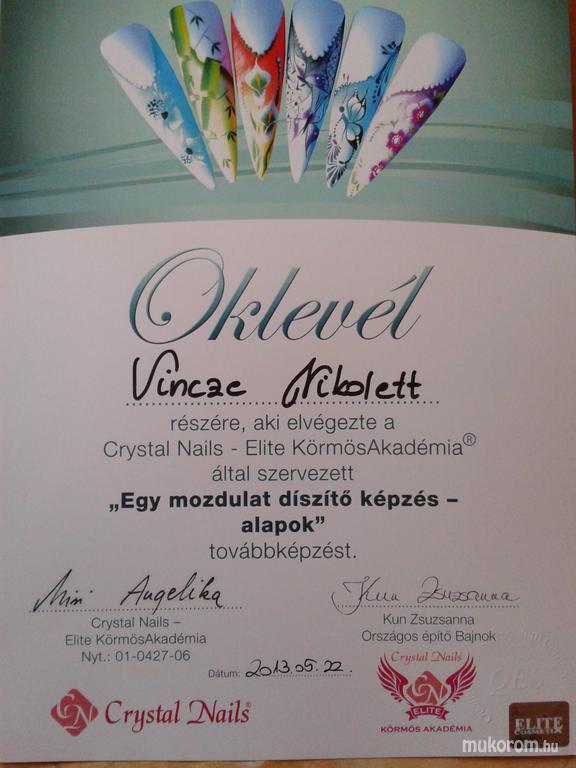 Oklevél
Vincze Nikolett
részére, aki elvégezte a
Crystal Nails - Elite KörmösAkadémia®
által szervezett
„Egy mozdulat díszítő képzés –
alapok”
továbbképzést.
Angelika
Kun Zsuzsanna
Crystal Nails –
Elite KörmösAkadémia
Nyt.: 01-0427-06
Kun Zsuzsanna
Országos építő Bajnok
Dátum: 2013.05.22.
Crystal Nails®
Crystal Nails
ELITE
KÖRMÖS AKADÉMIA
ELITE
COSMETIX
mukorom.hu